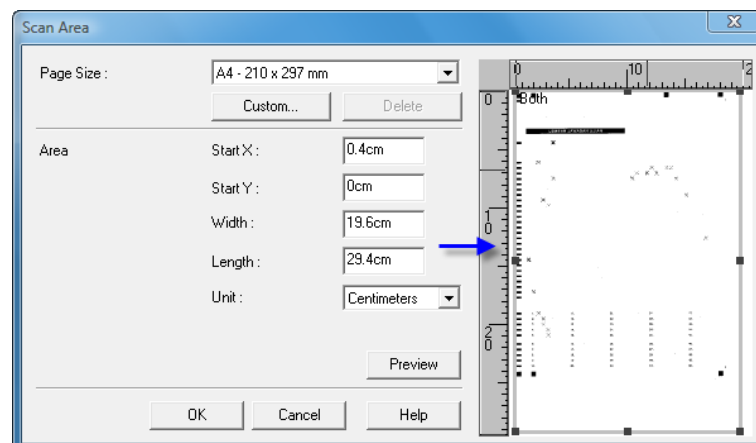 Scan Area
X
Page Size :
A4 - 210 x 297 mm
Custom...
Delete
Area
Start X :
0.4cm
Start Y :
0cm
Width :
19.6cm
Length :
29.4cm
Unit :
Centimeters
Preview
OK
Cancel
Help
0
10
2
0
10
20
Both